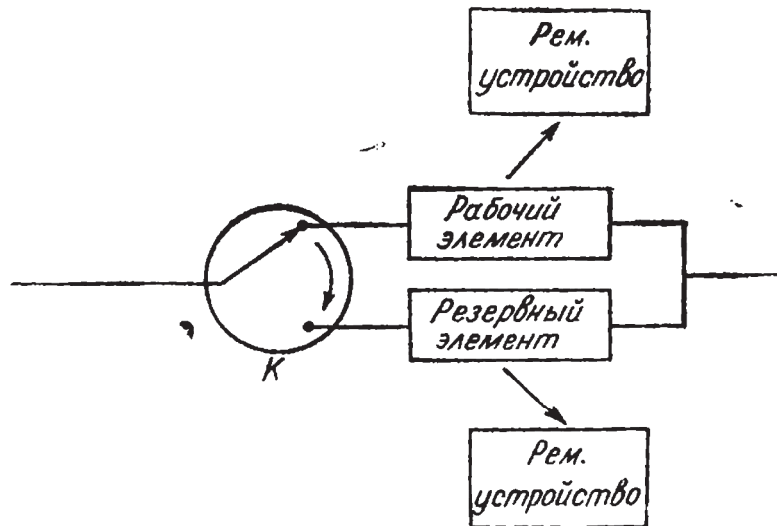 Рем.
устройство
Рабочий
элемент
Резервный
элемент
К
Рем.
устройство